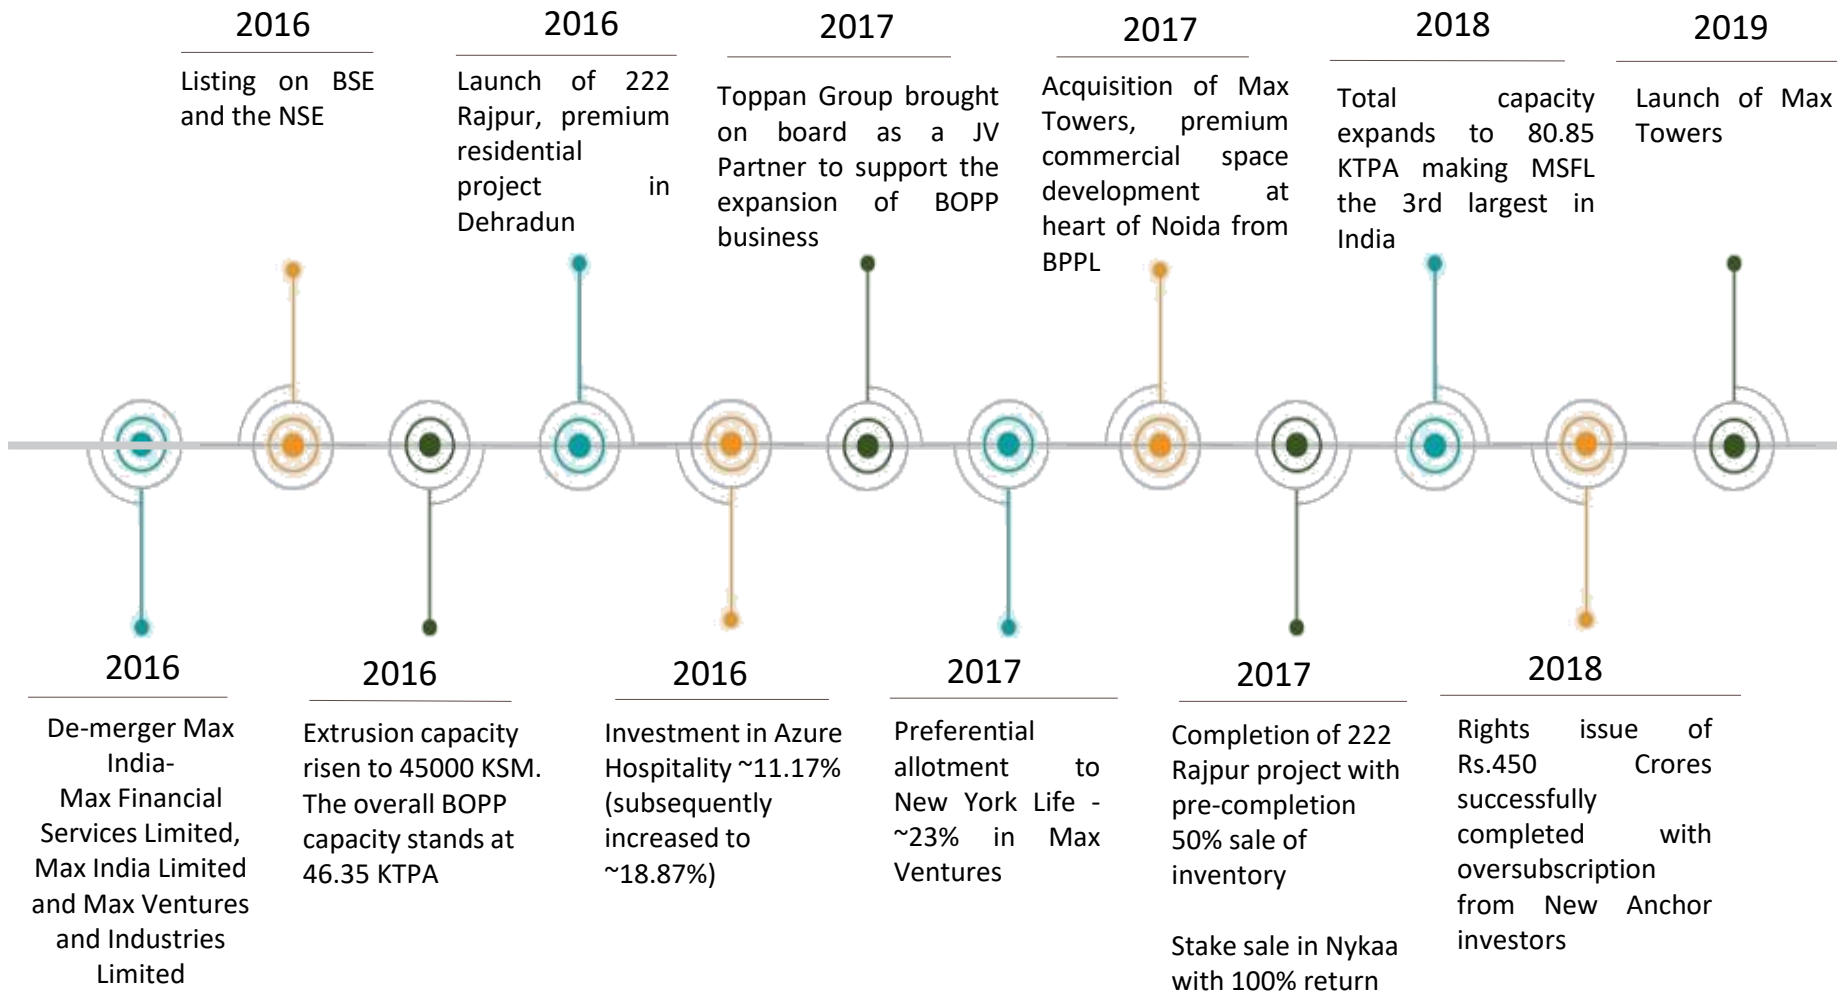 2016
Listing on BSE
and the NSE
2016
Launch of 222
Rajpur, premium
residential
project in
Dehradun
2017
Toppan Group brought
on board as a JV
Partner to support the
expansion of BOPP
business
2017
Acquisition of Max
Towers, premium
commercial space
development at
heart of Noida from
BPPL
2018
Total capacity
expands to 80.85
KTPA making MSFL
the 3rd largest in
India
2019
Launch of Max
Towers
2016
De-merger Max
India-
Max Financial
Services Limited,
Max India Limited
and Max Ventures
and Industries
Limited
2016
Extrusion capacity
risen to 45000 KSM.
The overall BOPP
capacity stands at
46.35 KTPA
2016
Investment in Azure
Hospitality ~11.17%
(subsequently
increased to
~18.87%)
2017
Preferential
allotment to
New York Life -
~23% in Max
Ventures
2017
Completion of 222
Rajpur project with
pre-completion
50% sale of
inventory
Stake sale in Nykaa
with 100% return
2018
Rights issue of
Rs.450 Crores
successfully
completed with
oversubscription
from New Anchor
investors